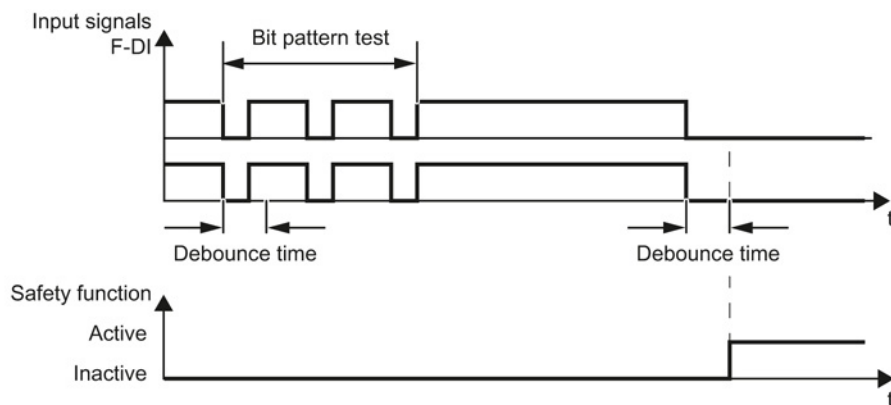 Input signals
F-DI
Bit pattern test
t
Debounce time
Debounce time
Safety function
Active
Inactive
t